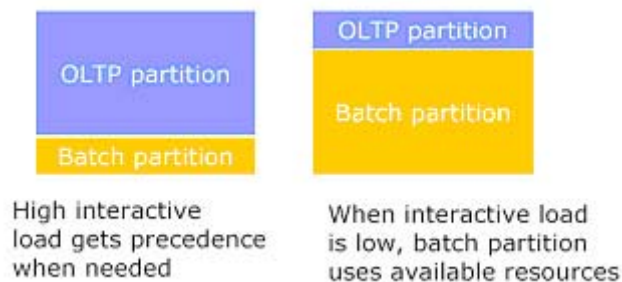 OLTP partition
Batch partition
High interactive
load gets precedence
when needed
OLTP partition
Batch partition
When interactive load
is low, batch partition
uses available resources